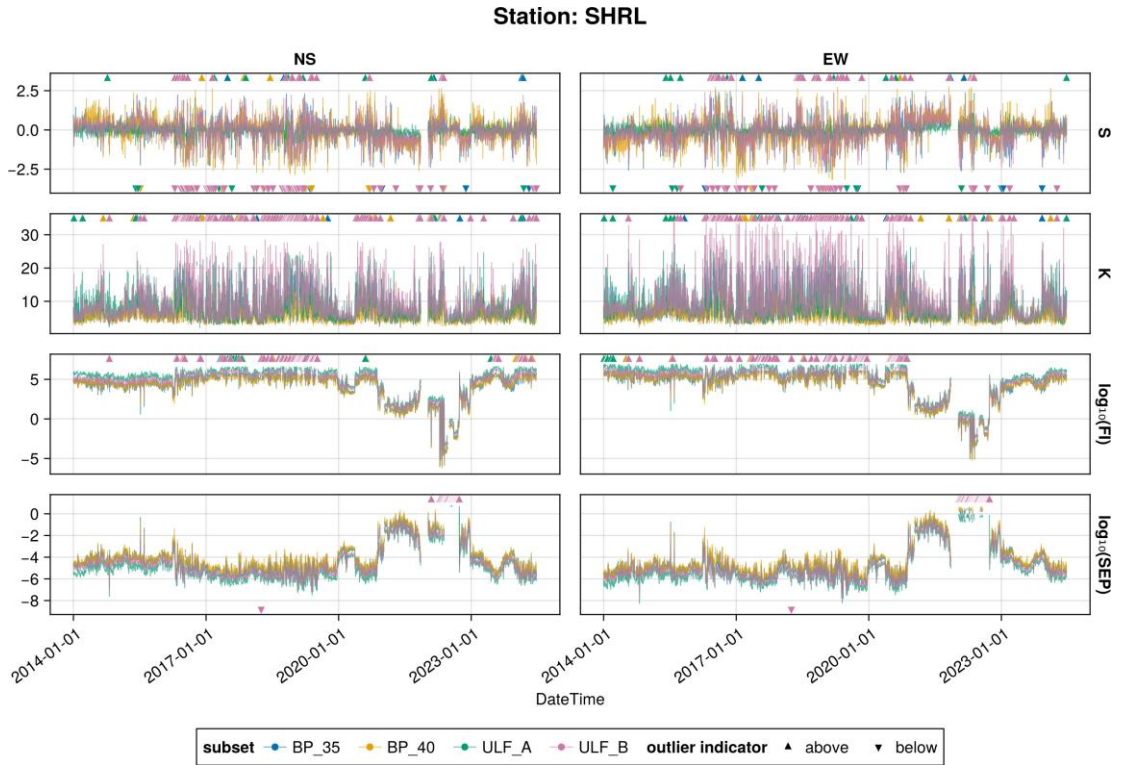 Station: SHRL
NS
EW
2.5
0.0
−2.5
S
30
20
10
K
5
0
−5
log₁₀(FI)
0
−2
−4
−6
−8
log₁₀(SEP)
2014-01-01
2017-01-01
2020-01-01
2023-01-01
2014-01-01
2017-01-01
2020-01-01
2023-01-01
DateTime
subset BP_35 BP_40 ULF_A ULF_B outlier indicator above below